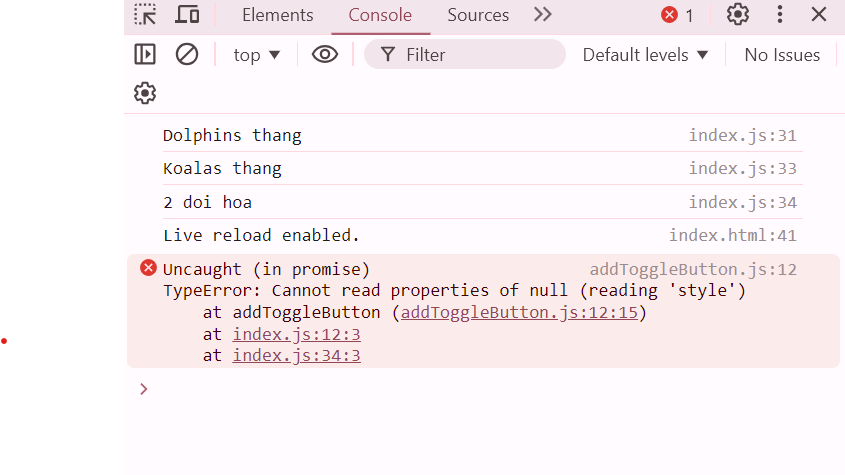 Elements Console Sources 1
top Filter Default levels No Issues
Dolphins thang index.js:31
Koalas thang index.js:33
2 doi hoa index.js:34
Live reload enabled. index.html:41
Uncaught (in promise) addToggleButton.js:12
TypeError: Cannot read properties of null (reading 'style')
at addToggleButton (addToggleButton.js:12:15)
at index.js:12:3
at index.js:34:3